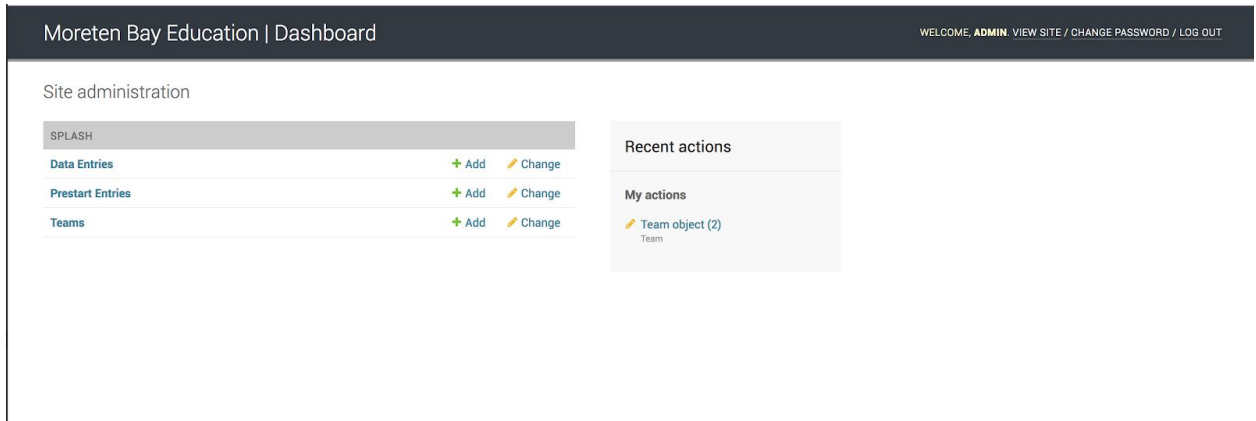 Moreten Bay Education | Dashboard
WELCOME, ADMIN. VIEW SITE / CHANGE PASSWORD / LOG OUT
Site administration
SPLASH
Data Entries + Add Change
Prestart Entries + Add Change
Teams + Add Change
Recent actions
My actions
Team object (2)
Team